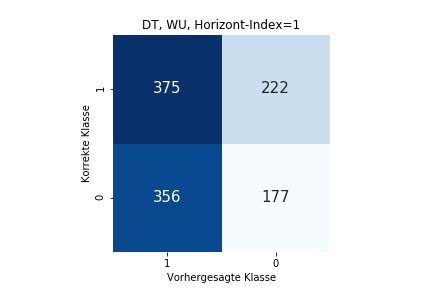 DT, WU, Horizont-Index=1
Korrekte Klasse
1
375 222
0
356 177
1 0
Vorhergesagte Klasse